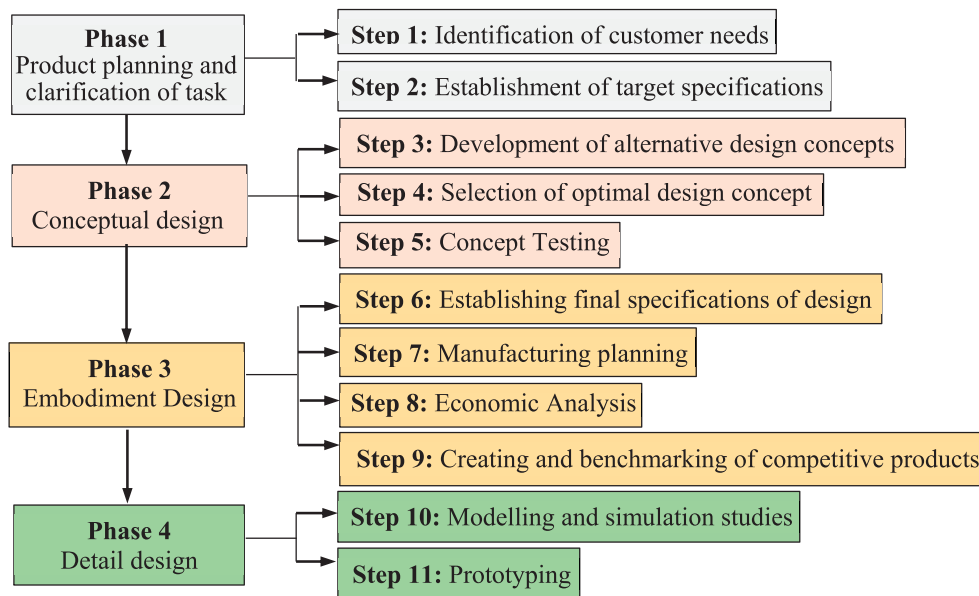 Phase 1
Product planning and
clarification of task
Step 1: Identification of customer needs
Step 2: Establishment of target specifications
Phase 2
Conceptual design
Step 3: Development of alternative design concepts
Step 4: Selection of optimal design concept
Step 5: Concept Testing
Phase 3
Embodiment Design
Step 6: Establishing final specifications of design
Step 7: Manufacturing planning
Step 8: Economic Analysis
Step 9: Creating and benchmarking of competitive products
Phase 4
Detail design
Step 10: Modelling and simulation studies
Step 11: Prototyping